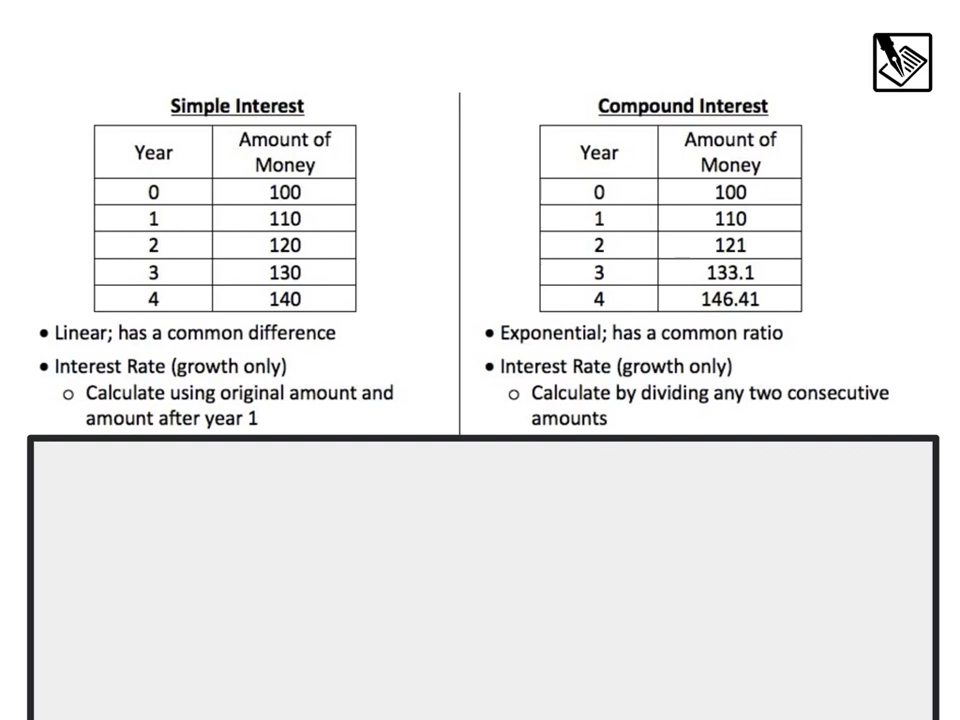 Simple Interest
Year Amount of Money
0 100
1 110
2 120
3 130
4 140
• Linear; has a common difference
• Interest Rate (growth only)
o Calculate using original amount and
amount after year 1
Compound Interest
Year Amount of Money
0 100
1 110
2 121
3 133.1
4 146.41
• Exponential; has a common ratio
• Interest Rate (growth only)
o Calculate by dividing any two consecutive
amounts